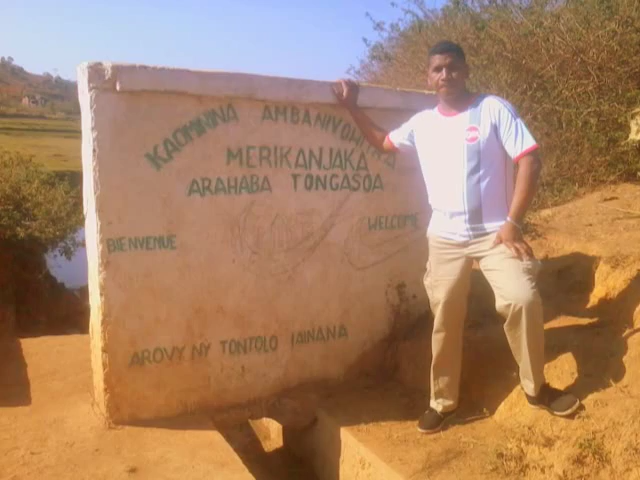 KAOMININA AMBANIVOHITRA
MERIKANJAKA
ARAHABA TONGASOA
BIENVENUE
WELCOME
AROVY NY TONTOLO IAINANA